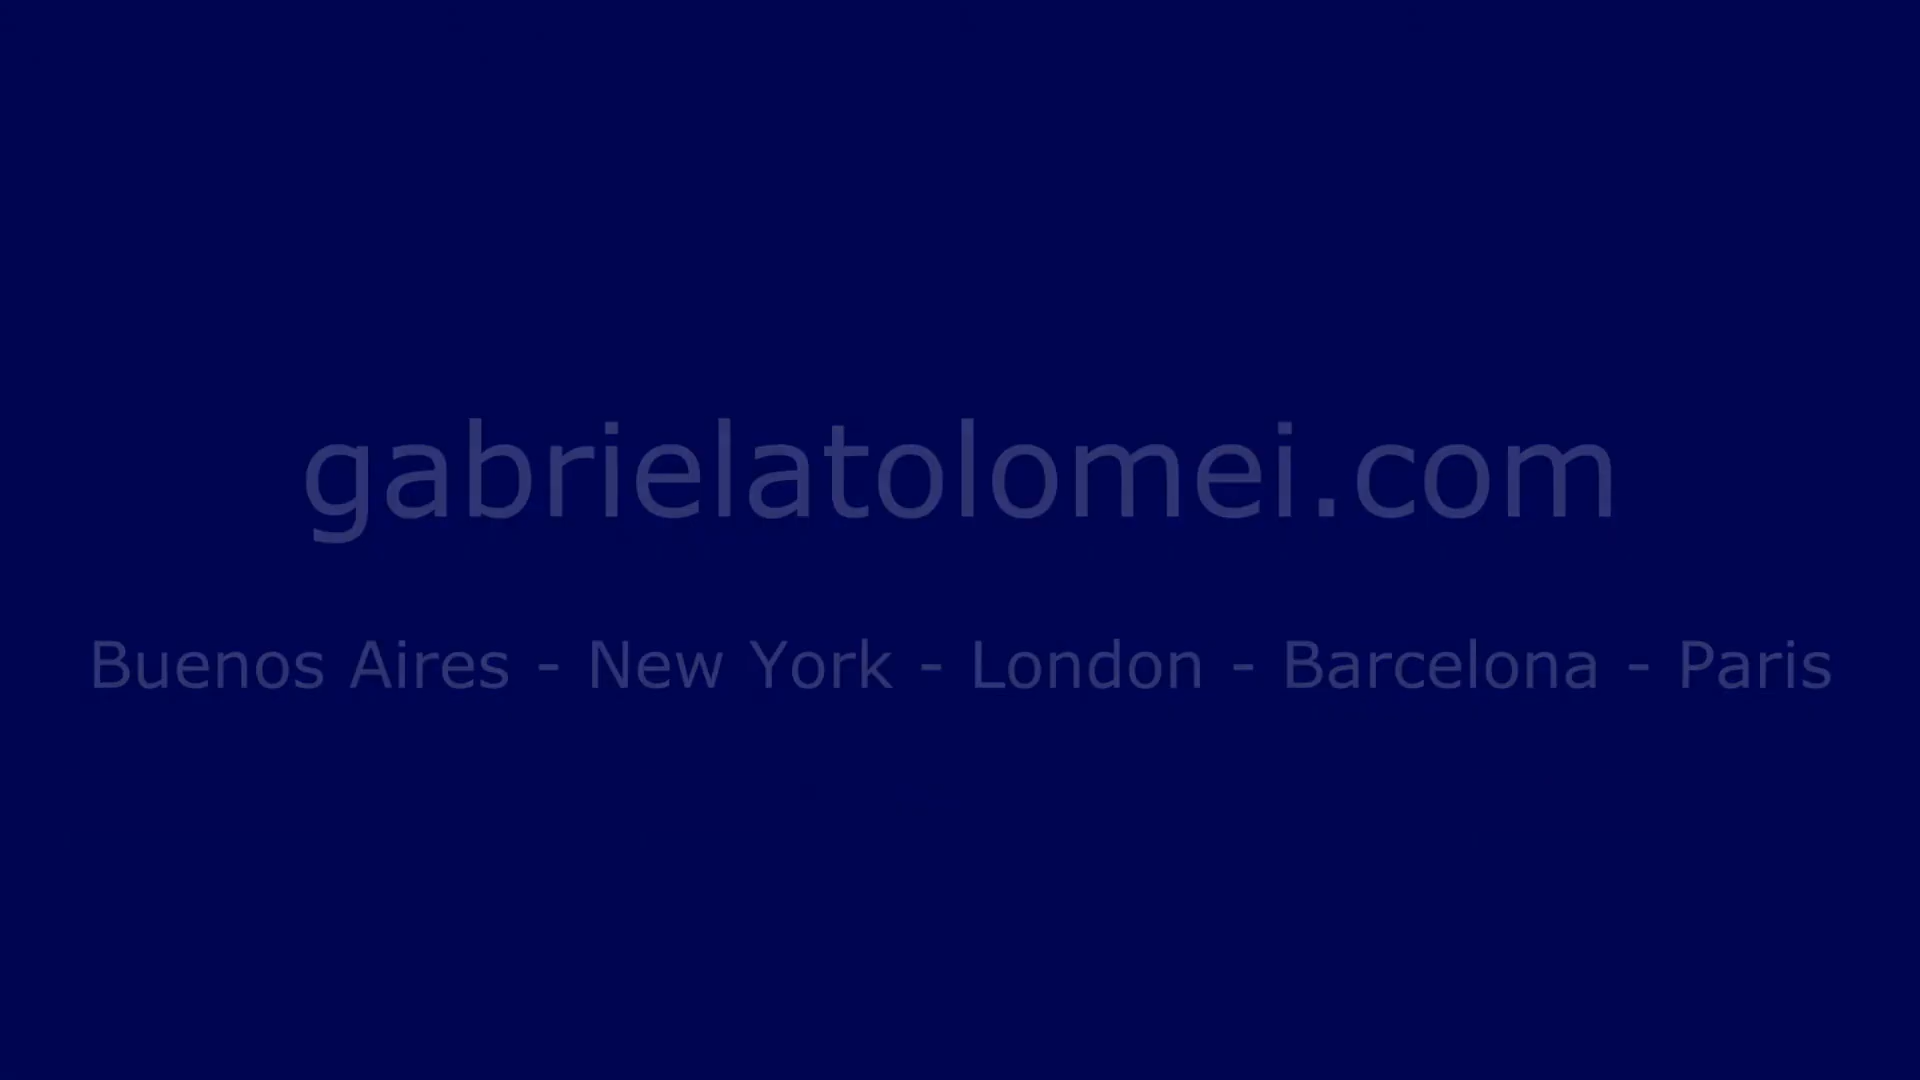 gabrielatolomei.com
Buenos Aires - New York - London - Barcelona - Paris